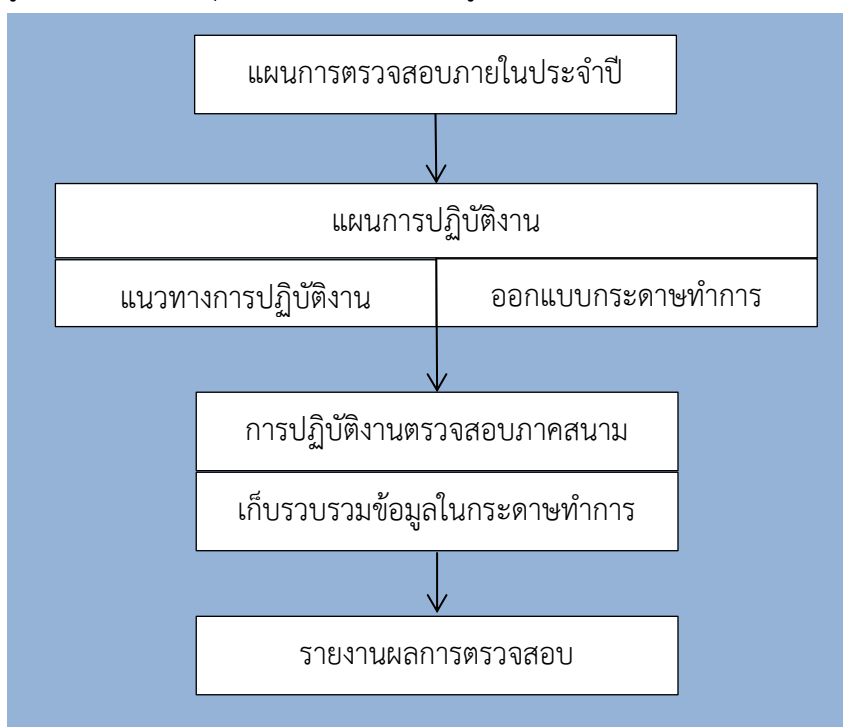 แผนการตรวจสอบภายในประจำปี
แผนการปฏิบัติงาน
แนวทางการปฏิบัติงาน
ออกแบบกระดาษทำการ
การปฏิบัติงานตรวจสอบภาคสนาม
เก็บรวบรวมข้อมูลในกระดาษทำการ
รายงานผลการตรวจสอบ